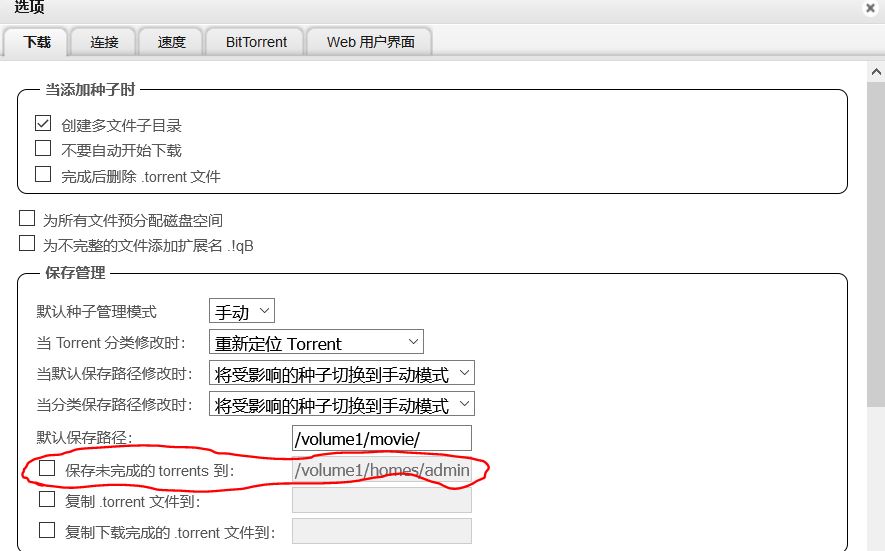 选项
下载 连接 速度 BitTorrent Web 用户界面
当添加种子时
创建多文件子目录
不要自动开始下载
完成后删除 .torrent 文件
为所有文件预分配磁盘空间
为不完整的文件添加扩展名 .!qB
保存管理
默认种子管理模式 手动
当 Torrent 分类修改时： 重新定位 Torrent
当默认保存路径修改时： 将受影响的种子切换到手动模式
当分类保存路径修改时： 将受影响的种子切换到手动模式
默认保存路径： /volume1/movie/
保存未完成的 torrents 到： /volume1/homes/admin
复制 .torrent 文件到：
复制下载完成的 .torrent 文件到：